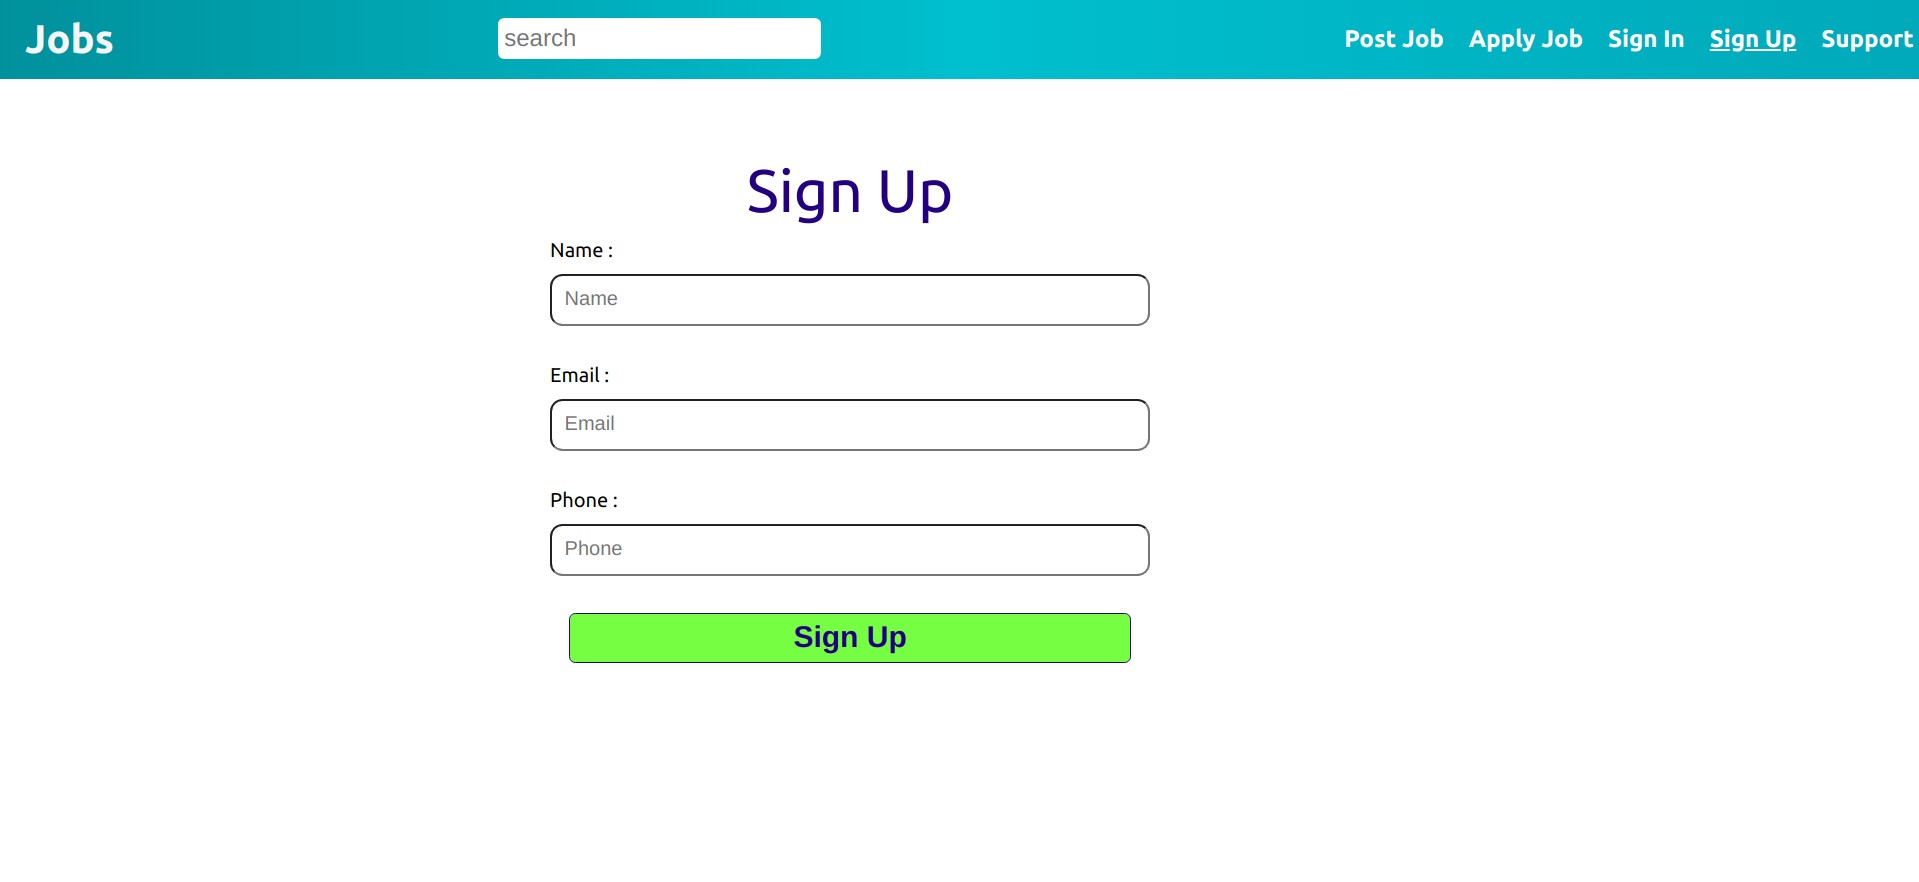 Jobs
search
Post Job Apply Job Sign In Sign Up Support
Sign Up
Name :
Name
Email :
Email
Phone :
Phone
Sign Up